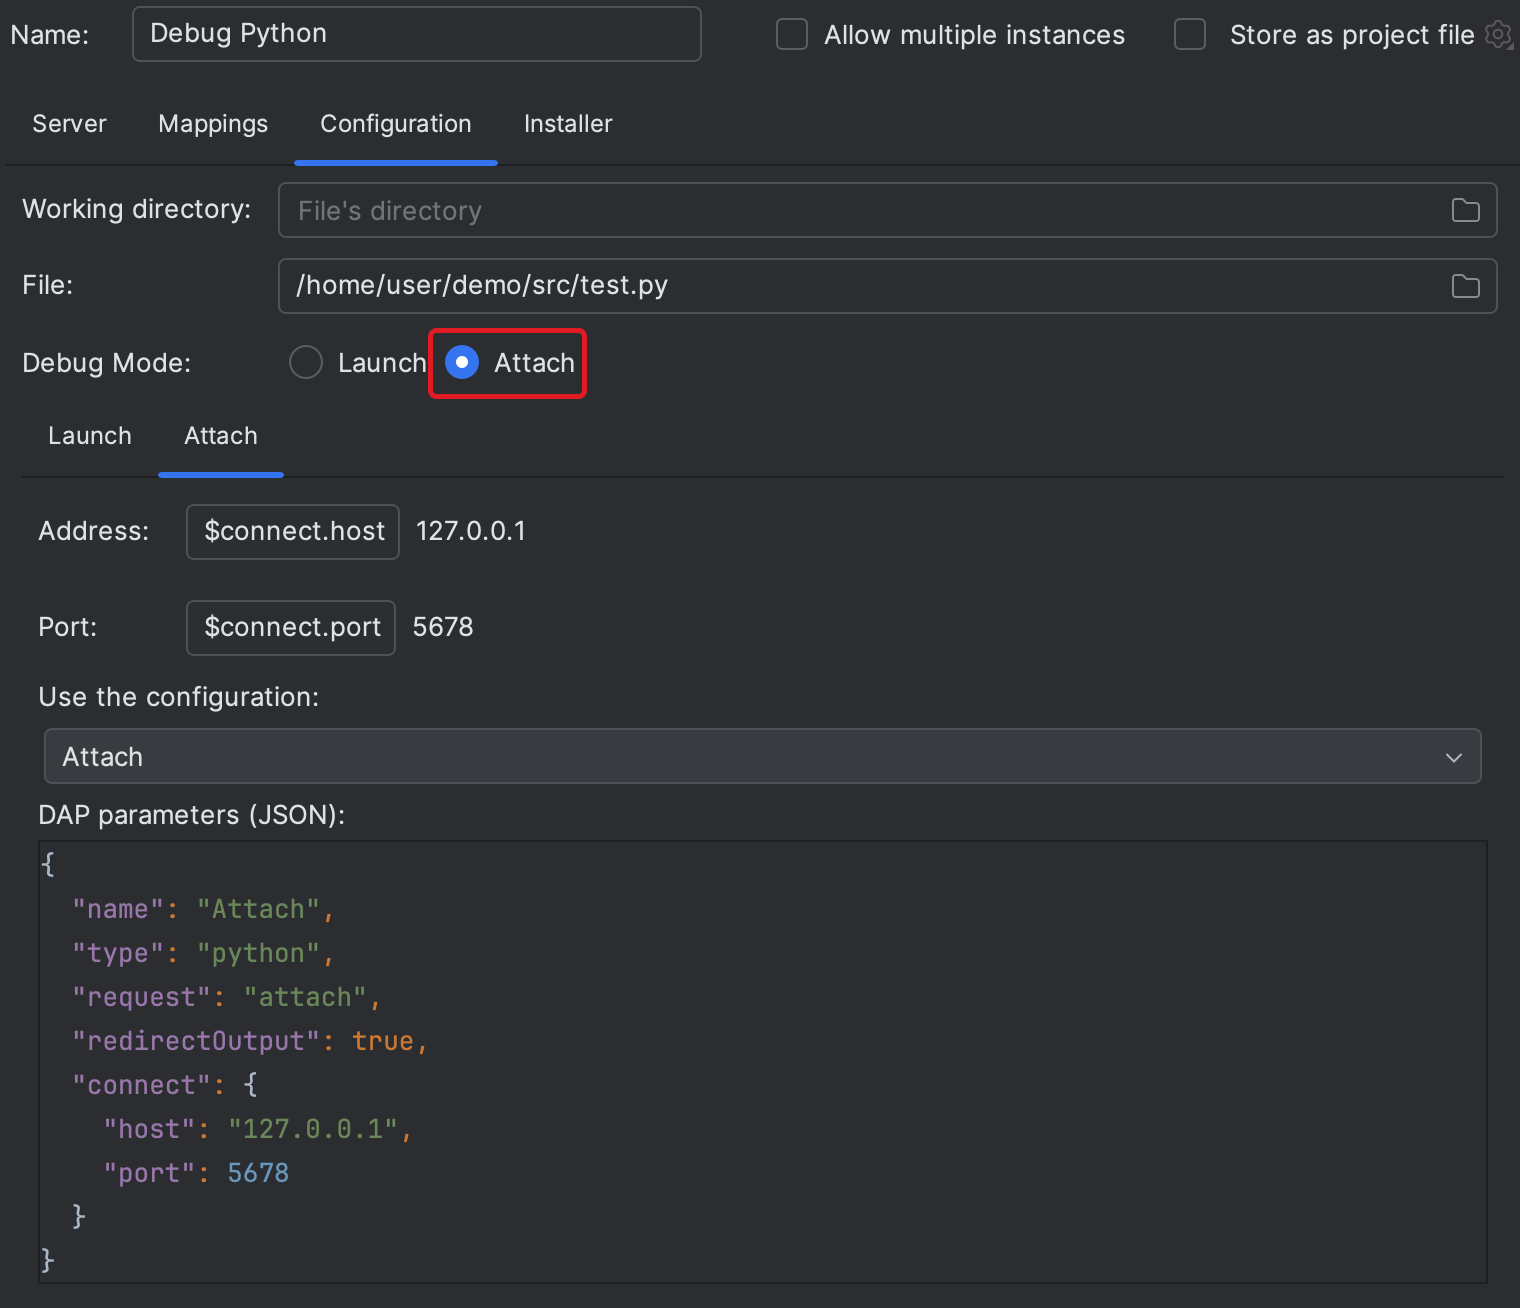 Name: Debug Python Allow multiple instances Store as project file
Server Mappings Configuration Installer
Working directory: File's directory
File: /home/user/demo/src/test.py
Debug Mode: Launch Attach
Launch Attach
Address: $connect.host 127.0.0.1
Port: $connect.port 5678
Use the configuration:
Attach
DAP parameters (JSON):
{
  "name": "Attach",
  "type": "python",
  "request": "attach",
  "redirectOutput": true,
  "connect": {
    "host": "127.0.0.1",
    "port": 5678
  }
}